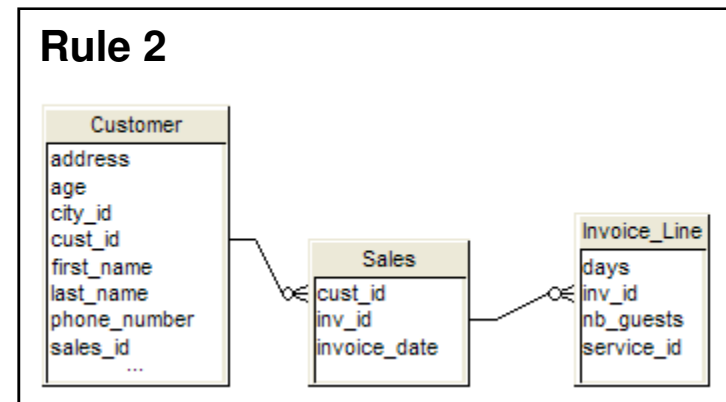 Rule 2
Customer
address
age
city_id
cust_id
first_name
last_name
phone_number
sales_id
...
Sales
cust_id
inv_id
invoice_date
Invoice_Line
days
inv_id
nb_guests
service_id